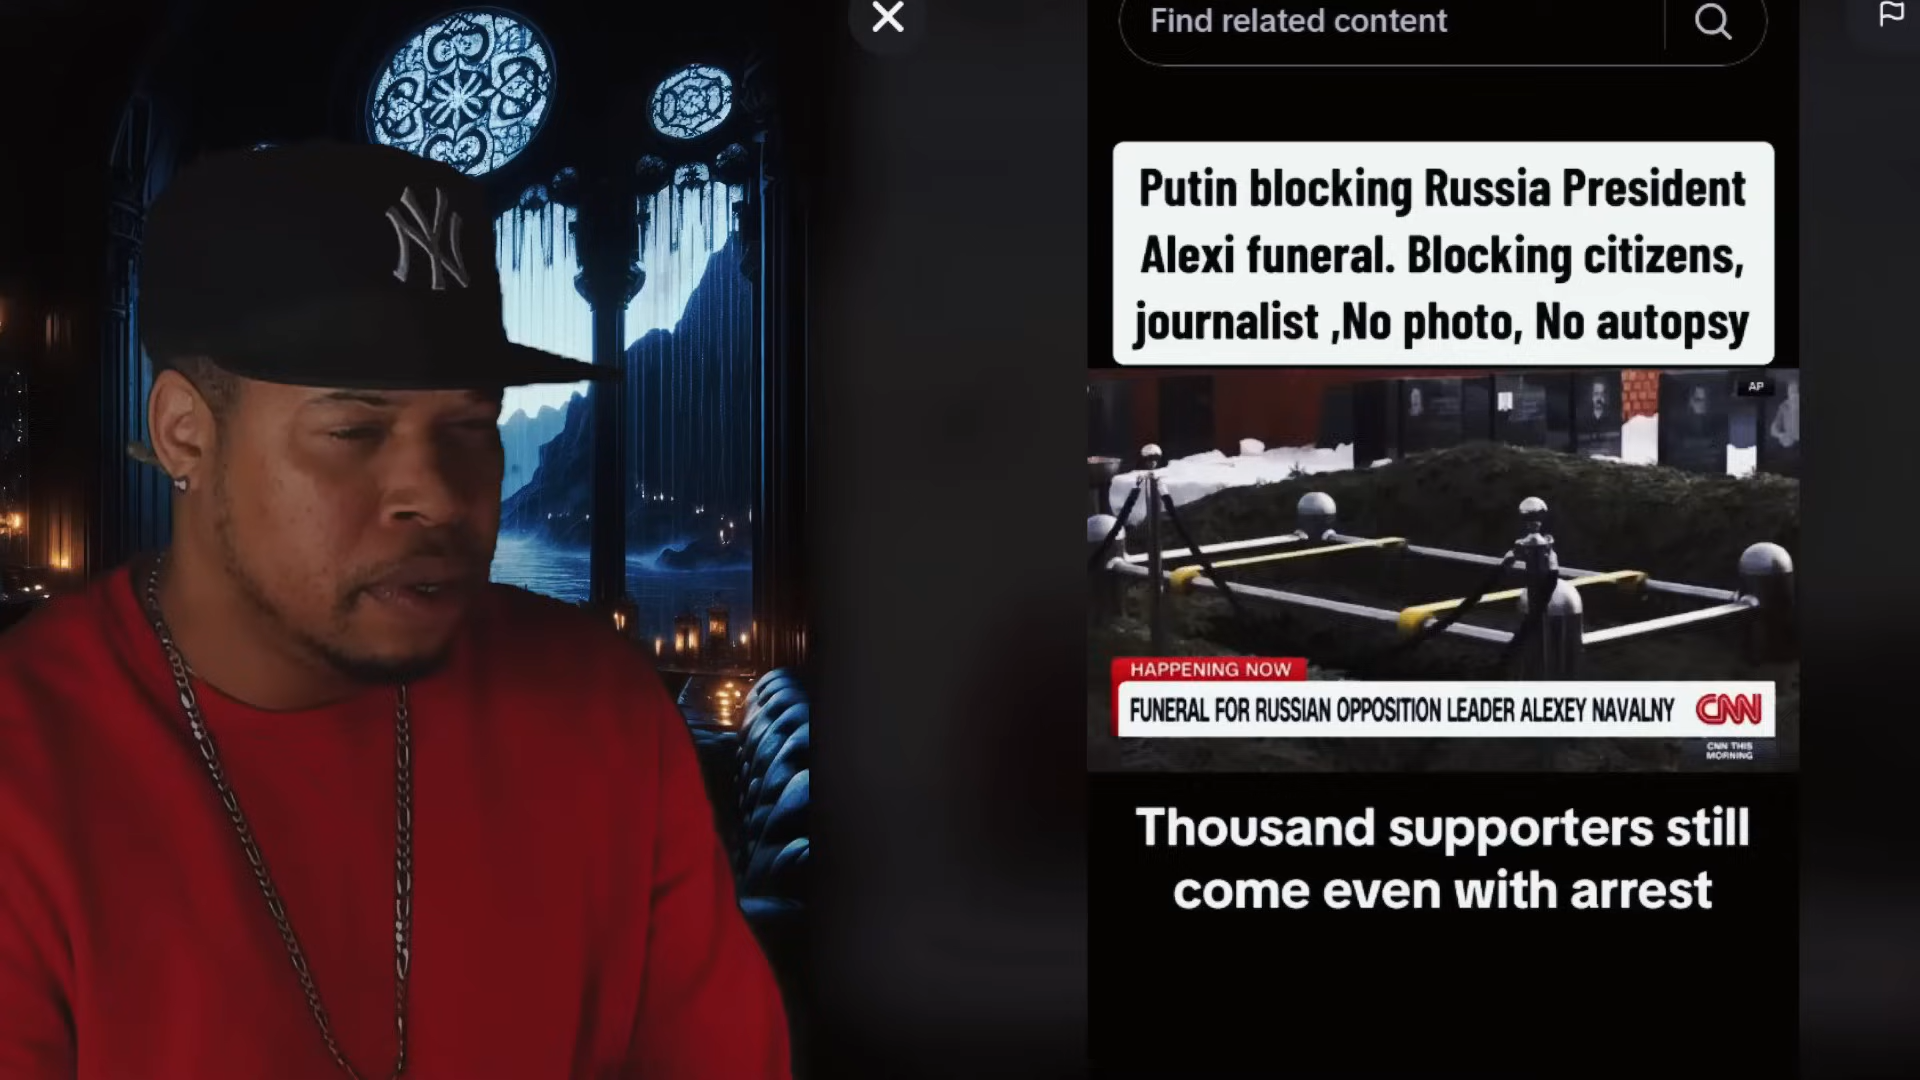 Find related content
NY
Putin blocking Russia President
Alexi funeral. Blocking citizens,
journalist ,No photo, No autopsy
AP
HAPPENING NOW
FUNERAL FOR RUSSIAN OPPOSITION LEADER ALEXEY NAVALNY
CNN
CNN THIS
MORNING
Thousand supporters still
come even with arrest